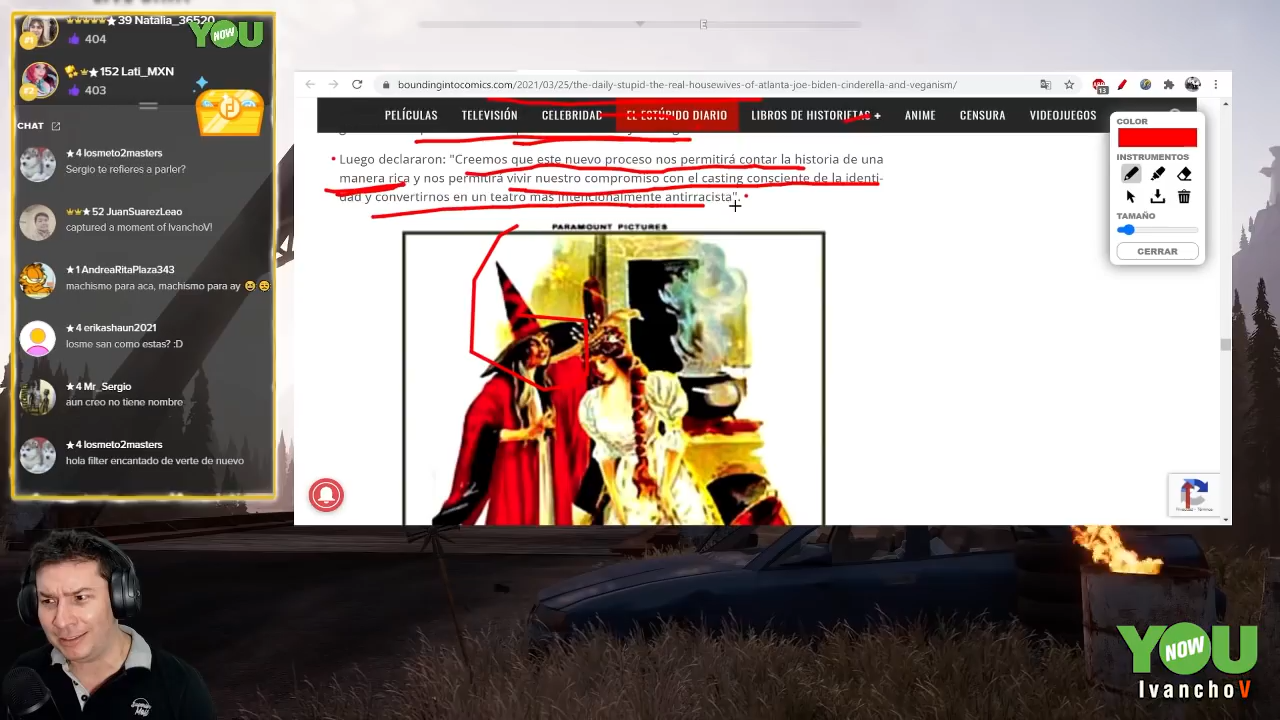 39 Natalia_36520
#1
404
YOU
NOW
152 Lati_MXN
#2
403
CHAT
4 losmeto2masters
Sergio te refieres a parler?
52 JuanSuarezLeao
captured a moment of IvanchoV!
1 AndreaRitaPlaza343
machismo para aca, machismo para ay
4 erikashaun2021
losme san como estas? :D
4 Mr_Sergio
aun creo no tiene nombre
4 losmeto2masters
hola filter encantado de verte de nuevo
E
boundingintocomics.com/2021/03/25/the-daily-stupid-the-real-housewives-of-atlanta-joe-biden-cinderella-and-veganism/
13
PELÍCULAS TELEVISIÓN CELEBRIDAD EL ESTÚPIDO DIARIO LIBROS DE HISTORIETAS + ANIME CENSURA VIDEOJUEGOS
• Luego declararon: "Creemos que este nuevo proceso nos permitirá contar la historia de una
manera rica y nos permitirá vivir nuestro compromiso con el casting consciente de la identi-
dad y convertirnos en un teatro más intencionalmente antirracista". •
PARAMOUNT PICTURES
COLOR
INSTRUMENTOS
TAMAÑO
CERRAR
YOU
NOW
IvanchoV